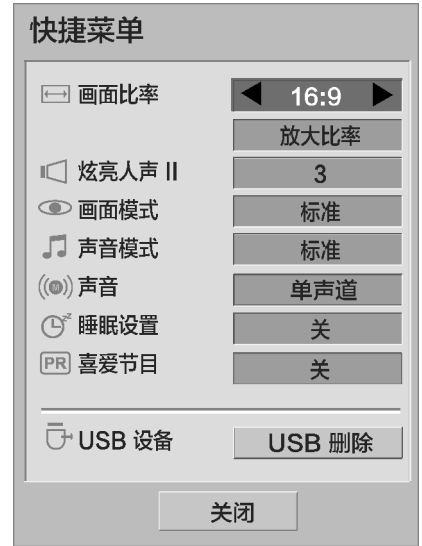 快捷菜单
画面比率 16:9
放大比率
炫亮人声 II 3
画面模式 标准
声音模式 标准
声音 单声道
睡眠设置 关
PR 喜爱节目 关
USB 设备 USB 删除
关闭